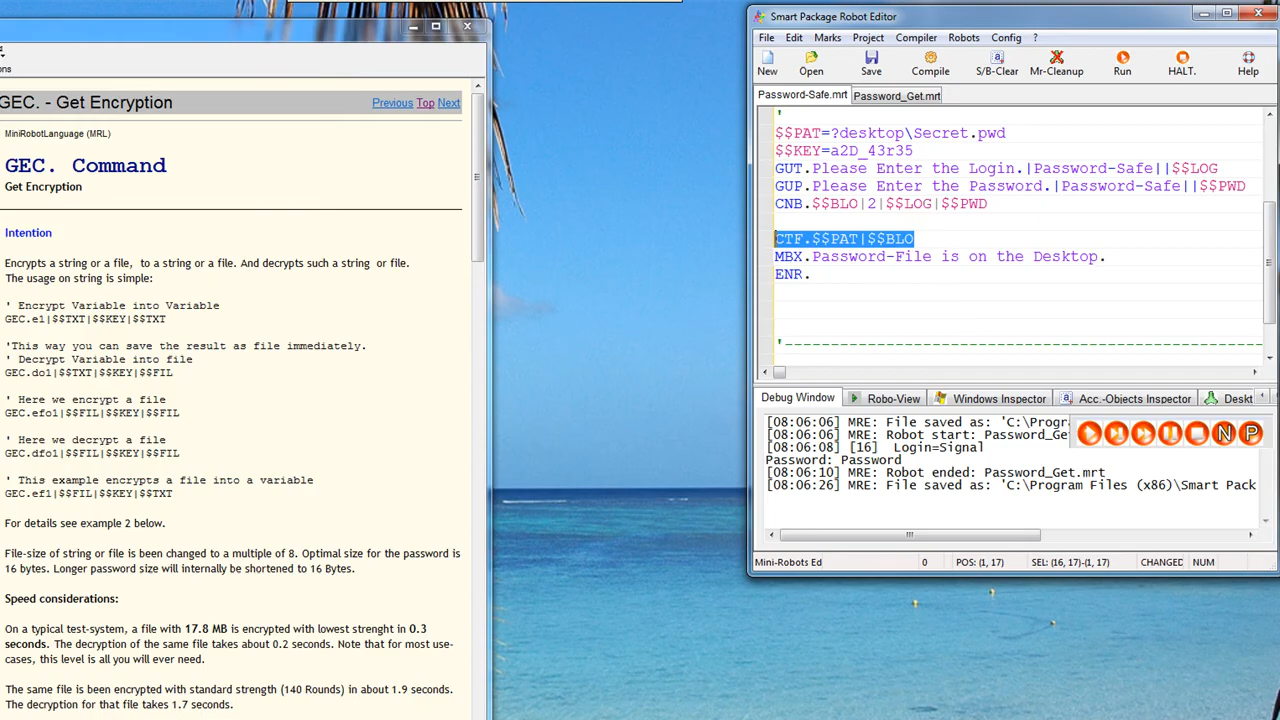 ons
GEC. - Get Encryption
Previous Top Next
MiniRobotLanguage (MRL)
GEC. Command
Get Encryption
Intention
Encrypts a string or a file, to a string or a file. And decrypts such a string or file.
The usage on string is simple:
' Encrypt Variable into Variable
GEC.e1|$$TXT|$$KEY|$$TXT
'This way you can save the result as file immediately.
' Decrypt Variable into file
GEC.do1|$$TXT|$$KEY|$$FIL
' Here we encrypt a file
GEC.efo1|$$FIL|$$KEY|$$FIL
' Here we decrypt a file
GEC.dfo1|$$FIL|$$KEY|$$FIL
' This example encrypts a file into a variable
GEC.ef1|$$FIL|$$KEY|$$TXT
For details see example 2 below.
File-size of string or file is been changed to a multiple of 8. Optimal size for the password is
16 bytes. Longer password size will internally be shortened to 16 Bytes.
Speed considerations:
On a typical test-system, a file with 17.8 MB is encrypted with lowest strenght in 0.3
seconds. The decryption of the same file takes about 0.2 seconds. Note that for most use-
cases, this level is all you will ever need.
The same file is been encrypted with standard strength (140 Rounds) in about 1.9 seconds.
The decryption for that file takes 1.7 seconds.
Smart Package Robot Editor
File Edit Marks Project Compiler Robots Config ?
New Open Save Compile S/B-Clear Mr-Cleanup Run HALT. Help
Password-Safe.mrt Password_Get.mrt
'
$$PAT=?desktop\Secret.pwd
$$KEY=a2D_43r35
GUT.Please Enter the Login.|Password-Safe||$$LOG
GUP.Please Enter the Password.|Password-Safe||$$PWD
CNB.$$BLO|2|$$LOG|$$PWD
CTF.$$PAT|$$BLO
MBX.Password-File is on the Desktop.
ENR.
'-----------------------------------------------------
Debug Window Robo-View Windows Inspector Acc.-Objects Inspector Deskt
[08:06:06] MRE: File saved as: 'C:\Progr
[08:06:06] MRE: Robot start: Password_Ge
[08:06:08] [16] Login=Signal
Password: Password
[08:06:10] MRE: Robot ended: Password_Get.mrt
[08:06:26] MRE: File saved as: 'C:\Program Files (x86)\Smart Pack
N P
Mini-Robots Ed 0 POS: (1, 17) SEL: (16, 17)-(1, 17) CHANGED NUM